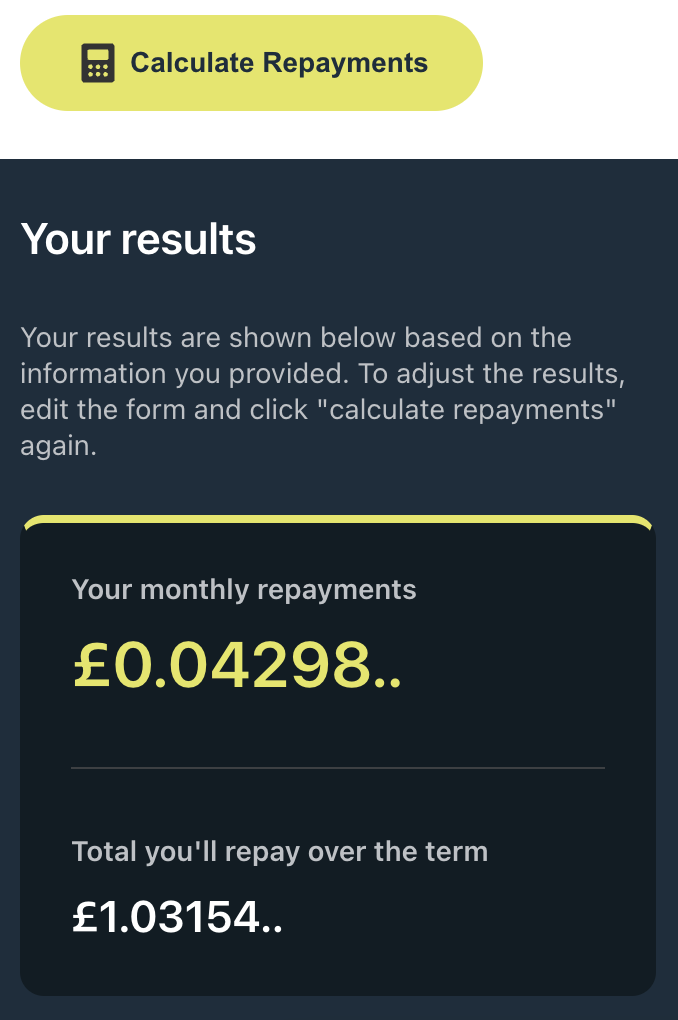 Calculate Repayments
Your results
Your results are shown below based on the
information you provided. To adjust the results,
edit the form and click "calculate repayments"
again.
Your monthly repayments
£0.04298..
Total you'll repay over the term
£1.03154..